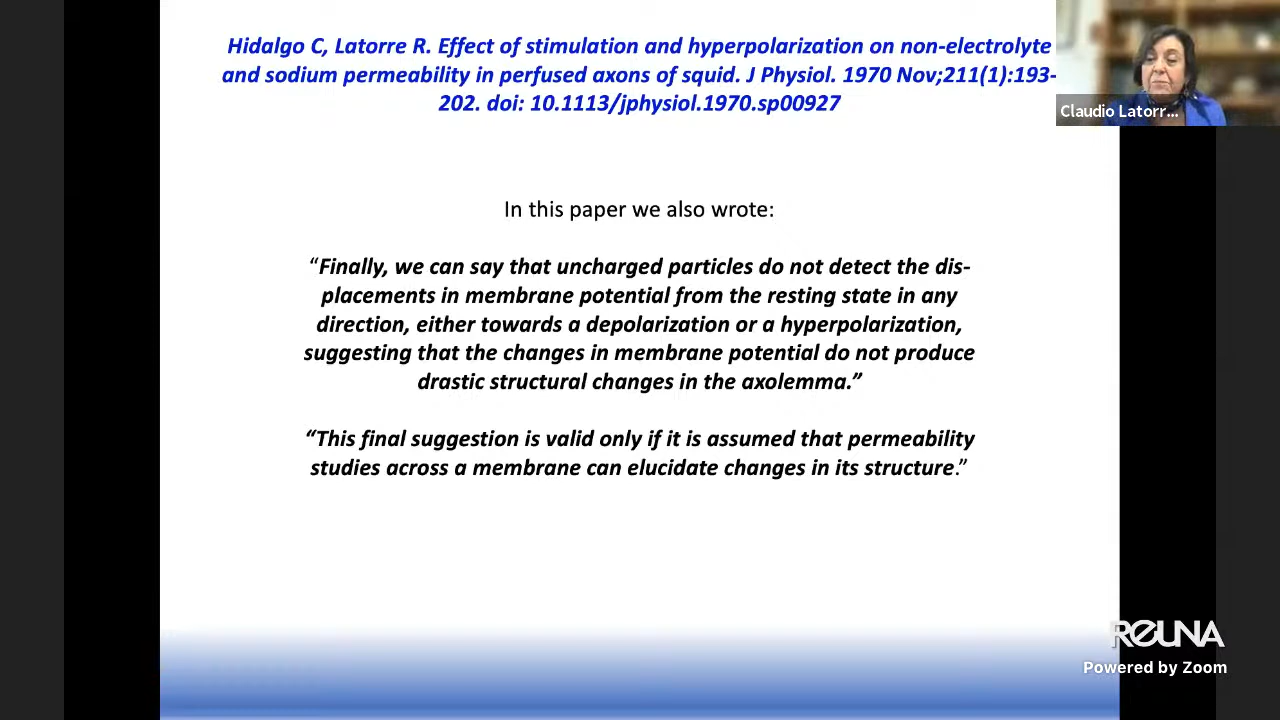 Hidalgo C, Latorre R. Effect of stimulation and hyperpolarization on non-electrolyte
and sodium permeability in perfused axons of squid. J Physiol. 1970 Nov;211(1):193-
202. doi: 10.1113/jphysiol.1970.sp00927
Claudio Latorr...
In this paper we also wrote:
“Finally, we can say that uncharged particles do not detect the dis-
placements in membrane potential from the resting state in any
direction, either towards a depolarization or a hyperpolarization,
suggesting that the changes in membrane potential do not produce
drastic structural changes in the axolemma.”
“This final suggestion is valid only if it is assumed that permeability
studies across a membrane can elucidate changes in its structure.”
REUNA
Powered by Zoom